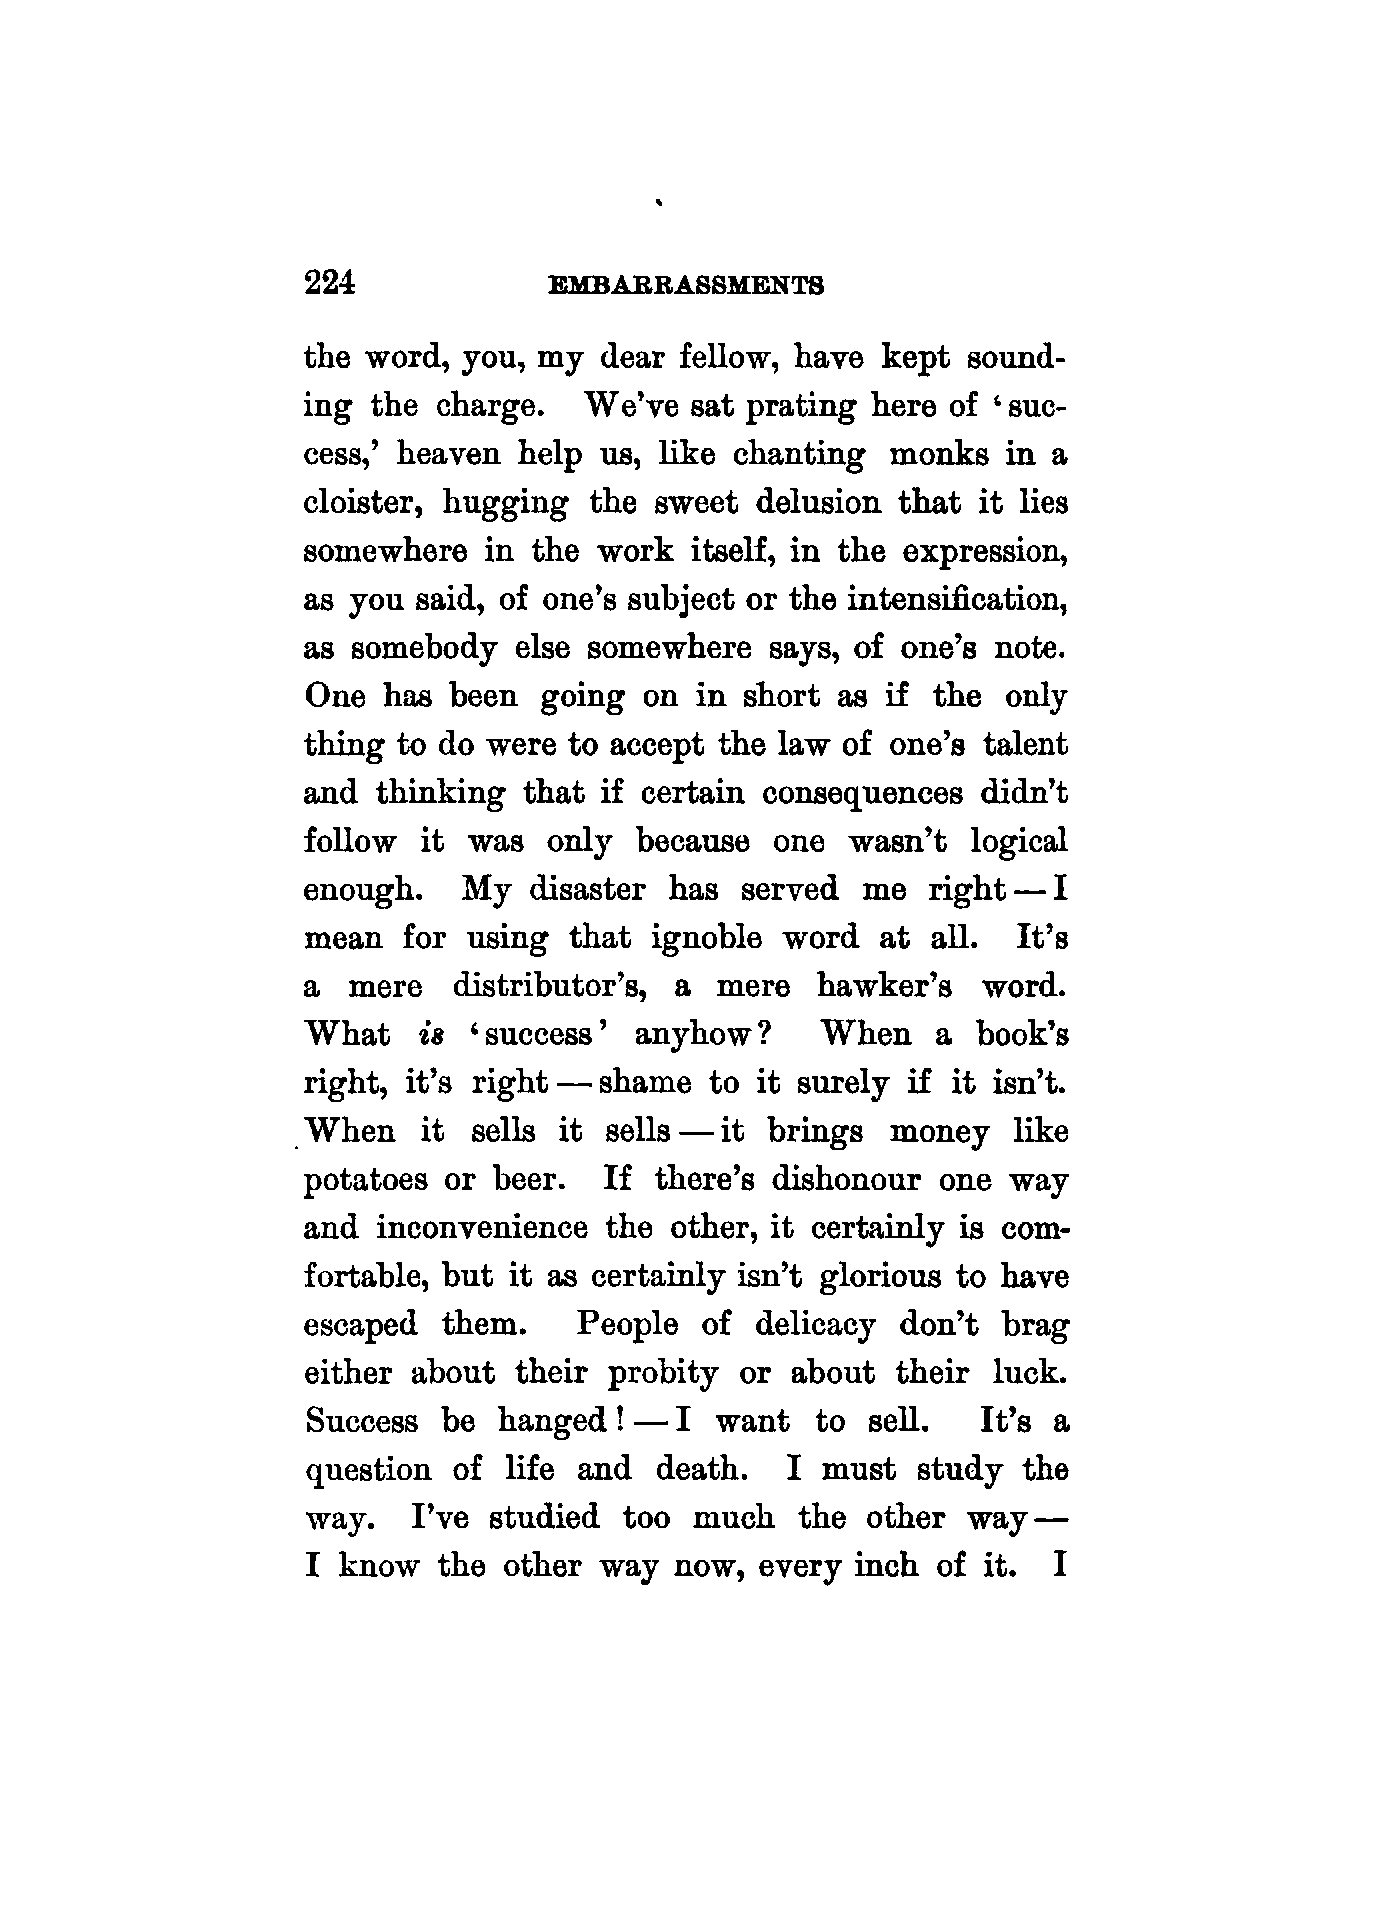 224 EMBARRASSMENTS
the word, you, my dear fellow, have kept sound-
ing the charge. We've sat prating here of ‘suc-
cess,’ heaven help us, like chanting monks in a
cloister, hugging the sweet delusion that it lies
somewhere in the work itself, in the expression,
as you said, of one's subject or the intensification,
as somebody else somewhere says, of one's note.
One has been going on in short as if the only
thing to do were to accept the law of one's talent
and thinking that if certain consequences didn't
follow it was only because one wasn't logical
enough. My disaster has served me right — I
mean for using that ignoble word at all. It's
a mere distributor's, a mere hawker's word.
What is ‘success’ anyhow? When a book's
right, it's right — shame to it surely if it isn't.
When it sells it sells — it brings money like
potatoes or beer. If there's dishonour one way
and inconvenience the other, it certainly is com-
fortable, but it as certainly isn't glorious to have
escaped them. People of delicacy don't brag
either about their probity or about their luck.
Success be hanged! — I want to sell. It's a
question of life and death. I must study the
way. I've studied too much the other way —
I know the other way now, every inch of it. I